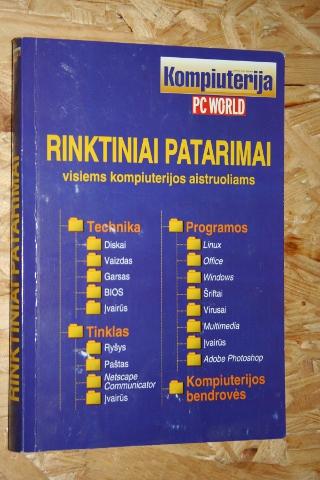 Kompiuterija
PC WORLD
RINKTINIAI PATARIMAI
visiems kompiuterijos aistruoliams
Technika
Diskai
Vaizdas
Garsas
BIOS
Įvairūs
Tinklas
Ryšys
Paštas
Netscape
Communicator
Įvairūs
Programos
Linux
Office
Windows
Šriftai
Virusai
Multimedia
Įvairūs
Adobe Photoshop
Kompiuterijos
bendrovės
RINKTINIAI PATARIMAI